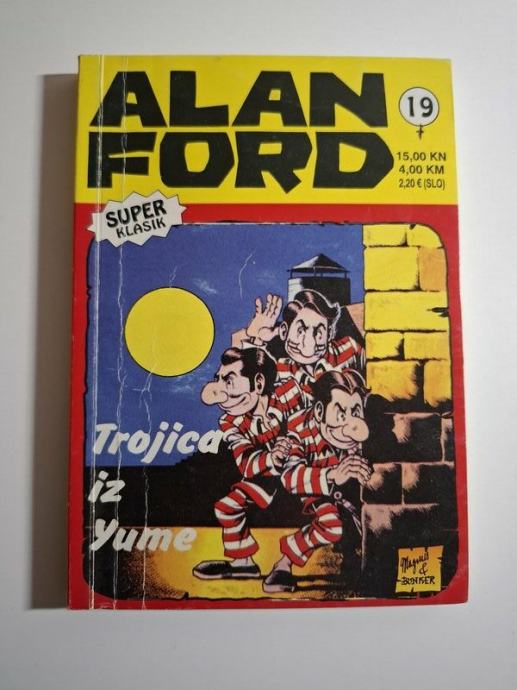 ALAN
FORD
19
15,00 KN
4,00 KM
2,20 € (SLO)
SUPER
KLASIK
Trojica
iz
Yume
Magnus
&
BUNKER